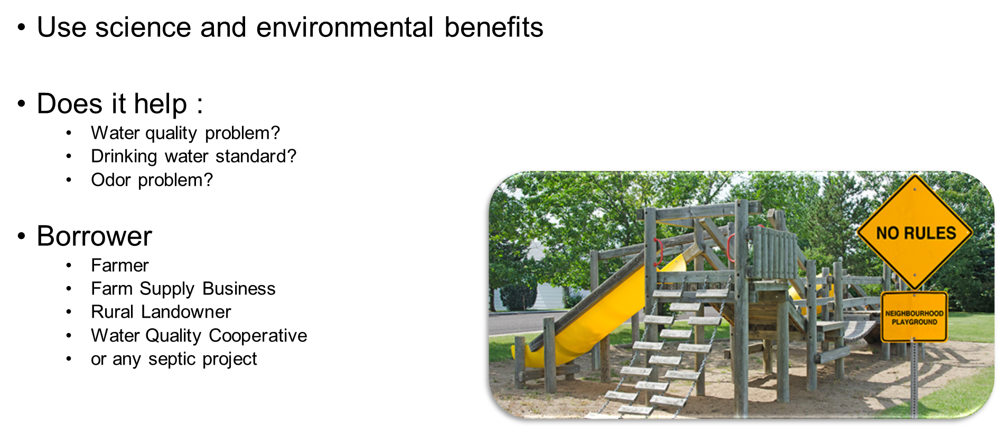 • Use science and environmental benefits
• Does it help :
• Water quality problem?
• Drinking water standard?
• Odor problem?
• Borrower
• Farmer
• Farm Supply Business
• Rural Landowner
• Water Quality Cooperative
• or any septic project
NO RULES
NEIGHBOURHOOD
PLAYGROUND